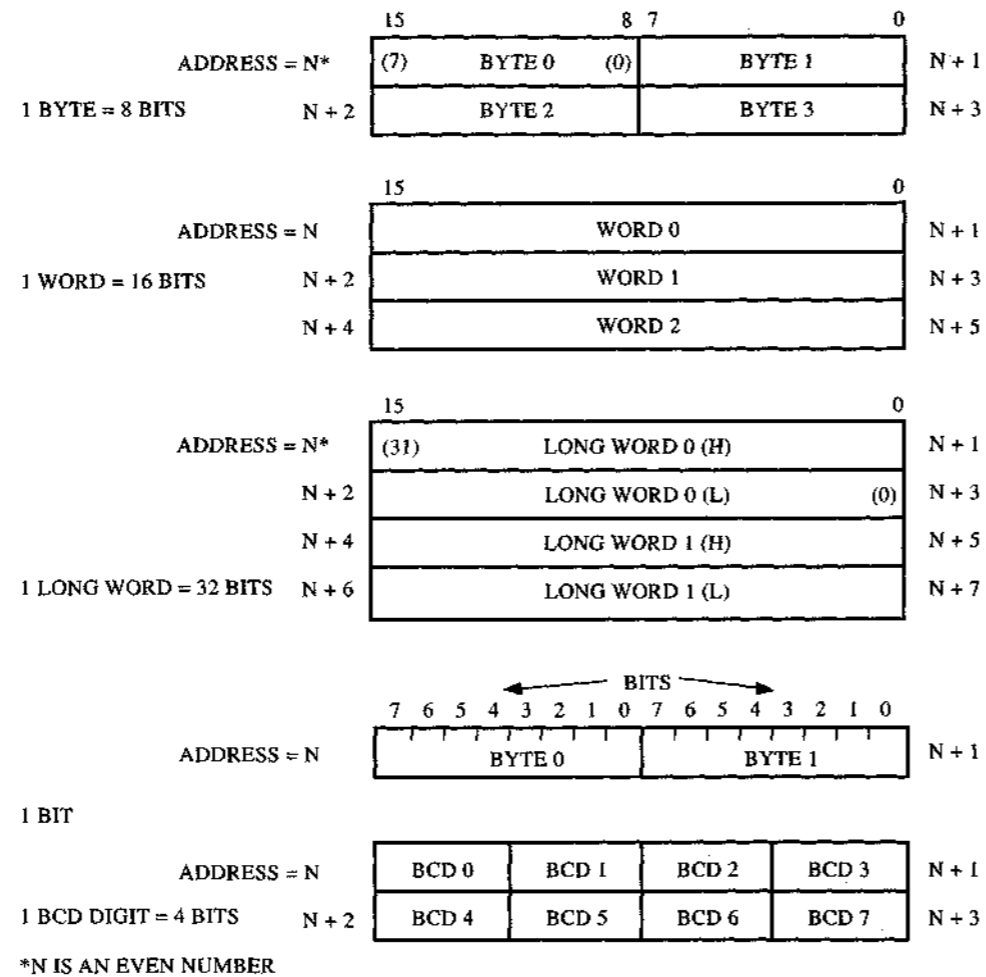 15 8 7 0
ADDRESS = N* (7) BYTE 0 (0) BYTE 1 N + 1
1 BYTE = 8 BITS N + 2 BYTE 2 BYTE 3 N + 3
15 0
ADDRESS = N WORD 0 N + 1
1 WORD = 16 BITS N + 2 WORD 1 N + 3
N + 4 WORD 2 N + 5
15 0
ADDRESS = N* (31) LONG WORD 0 (H) N + 1
N + 2 LONG WORD 0 (L) (0) N + 3
N + 4 LONG WORD 1 (H) N + 5
1 LONG WORD = 32 BITS N + 6 LONG WORD 1 (L) N + 7
BITS
7 6 5 4 3 2 1 0 7 6 5 4 3 2 1 0
ADDRESS = N BYTE 0 BYTE 1 N + 1
1 BIT
ADDRESS = N BCD 0 BCD 1 BCD 2 BCD 3 N + 1
1 BCD DIGIT = 4 BITS N + 2 BCD 4 BCD 5 BCD 6 BCD 7 N + 3
*N IS AN EVEN NUMBER